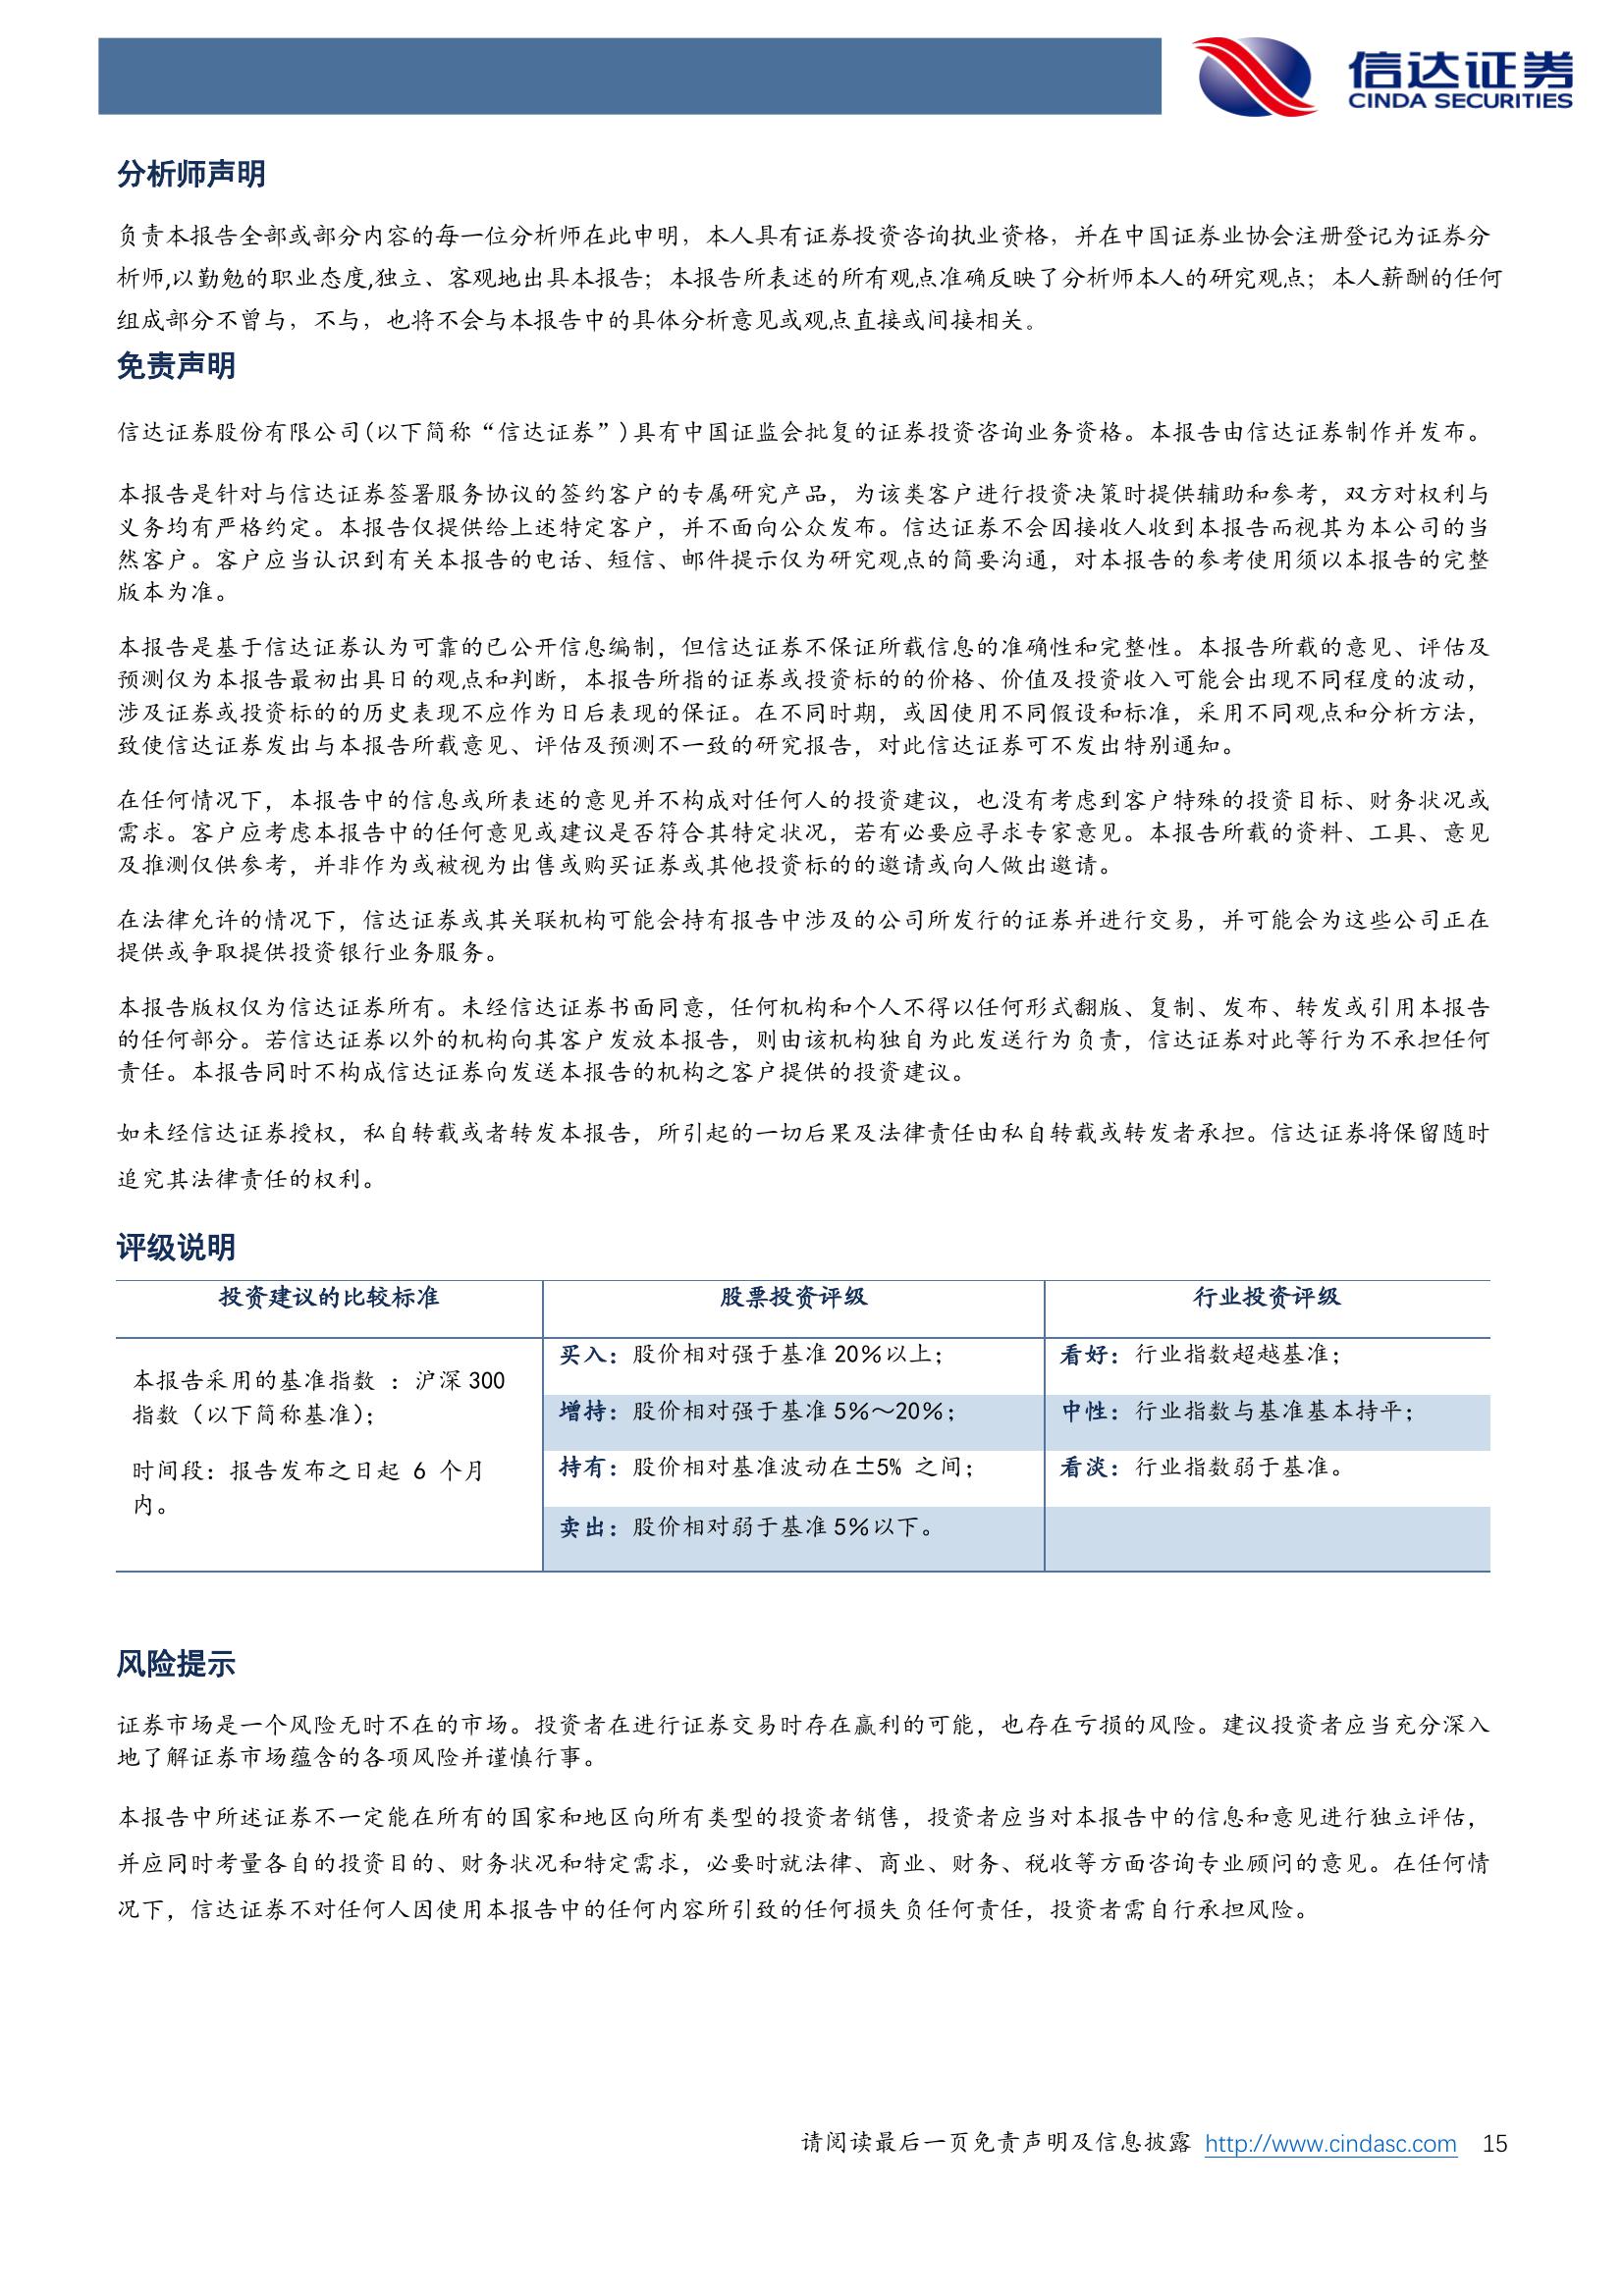 信达证券
CINDA SECURITIES
分析师声明
负责本报告全部或部分内容的每一位分析师在此申明，本人具有证券投资咨询执业资格，并在中国证券业协会注册登记为证券分
析师,以勤勉的职业态度,独立、客观地出具本报告；本报告所表述的所有观点准确反映了分析师本人的研究观点；本人薪酬的任何
组成部分不曾与，不与，也将不会与本报告中的具体分析意见或观点直接或间接相关。
免责声明
信达证券股份有限公司(以下简称“信达证券”)具有中国证监会批复的证券投资咨询业务资格。本报告由信达证券制作并发布。
本报告是针对与信达证券签署服务协议的签约客户的专属研究产品，为该类客户进行投资决策时提供辅助和参考，双方对权利与
义务均有严格约定。本报告仅提供给上述特定客户，并不面向公众发布。信达证券不会因接收人收到本报告而视其为本公司的当
然客户。客户应当认识到有关本报告的电话、短信、邮件提示仅为研究观点的简要沟通，对本报告的参考使用须以本报告的完整
版本为准。
本报告是基于信达证券认为可靠的已公开信息编制，但信达证券不保证所载信息的准确性和完整性。本报告所载的意见、评估及
预测仅为本报告最初出具日的观点和判断，本报告所指的证券或投资标的的价格、价值及投资收入可能会出现不同程度的波动，
涉及证券或投资标的的历史表现不应作为日后表现的保证。在不同时期，或因使用不同假设和标准，采用不同观点和分析方法，
致使信达证券发出与本报告所载意见、评估及预测不一致的研究报告，对此信达证券可不发出特别通知。
在任何情况下，本报告中的信息或所表述的意见并不构成对任何人的投资建议，也没有考虑到客户特殊的投资目标、财务状况或
需求。客户应考虑本报告中的任何意见或建议是否符合其特定状况，若有必要应寻求专家意见。本报告所载的资料、工具、意见
及推测仅供参考，并非作为或被视为出售或购买证券或其他投资标的的邀请或向人做出邀请。
在法律允许的情况下，信达证券或其关联机构可能会持有报告中涉及的公司所发行的证券并进行交易，并可能会为这些公司正在
提供或争取提供投资银行业务服务。
本报告版权仅为信达证券所有。未经信达证券书面同意，任何机构和个人不得以任何形式翻版、复制、发布、转发或引用本报告
的任何部分。若信达证券以外的机构向其客户发放本报告，则由该机构独自为此发送行为负责，信达证券对此等行为不承担任何
责任。本报告同时不构成信达证券向发送本报告的机构之客户提供的投资建议。
如未经信达证券授权，私自转载或者转发本报告，所引起的一切后果及法律责任由私自转载或转发者承担。信达证券将保留随时
追究其法律责任的权利。
评级说明
投资建议的比较标准 股票投资评级 行业投资评级
本报告采用的基准指数 ：沪深 300
指数（以下简称基准）；
时间段：报告发布之日起 6 个月
内。
买入：股价相对强于基准 20％以上；
增持：股价相对强于基准 5％～20％；
持有：股价相对基准波动在±5% 之间；
卖出：股价相对弱于基准 5％以下。
看好：行业指数超越基准；
中性：行业指数与基准基本持平；
看淡：行业指数弱于基准。
风险提示
证券市场是一个风险无时不在的市场。投资者在进行证券交易时存在赢利的可能，也存在亏损的风险。建议投资者应当充分深入
地了解证券市场蕴含的各项风险并谨慎行事。
本报告中所述证券不一定能在所有的国家和地区向所有类型的投资者销售，投资者应当对本报告中的信息和意见进行独立评估，
并应同时考量各自的投资目的、财务状况和特定需求，必要时就法律、商业、财务、税收等方面咨询专业顾问的意见。在任何情
况下，信达证券不对任何人因使用本报告中的任何内容所引致的任何损失负任何责任，投资者需自行承担风险。
请阅读最后一页免责声明及信息披露 http://www.cindasc.com 15